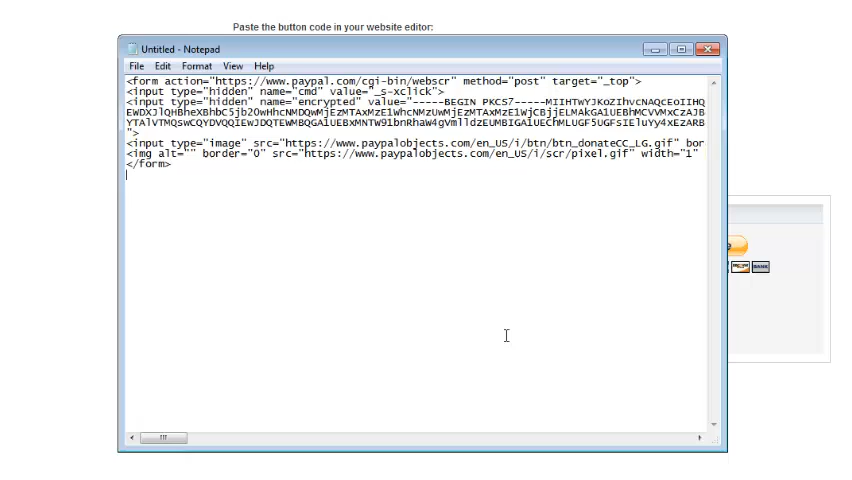 Paste the button code in your website editor:
Untitled - Notepad
File Edit Format View Help
<form action="https://www.paypal.com/cgi-bin/webscr" method="post" target="_top">
<input type="hidden" name="cmd" value="_s-xclick">
<input type="hidden" name="encrypted" value="-----BEGIN PKCS7-----MIIHTWYJKoZIhvcNAQcEoIIHQ
">
<input type="image" src="https://www.paypalobjects.com/en_US/i/btn/btn_donateCC_LG.gif" bor
<img alt="" border="0" src="https://www.paypalobjects.com/en_US/i/scr/pixel.gif" width="1"
</form>